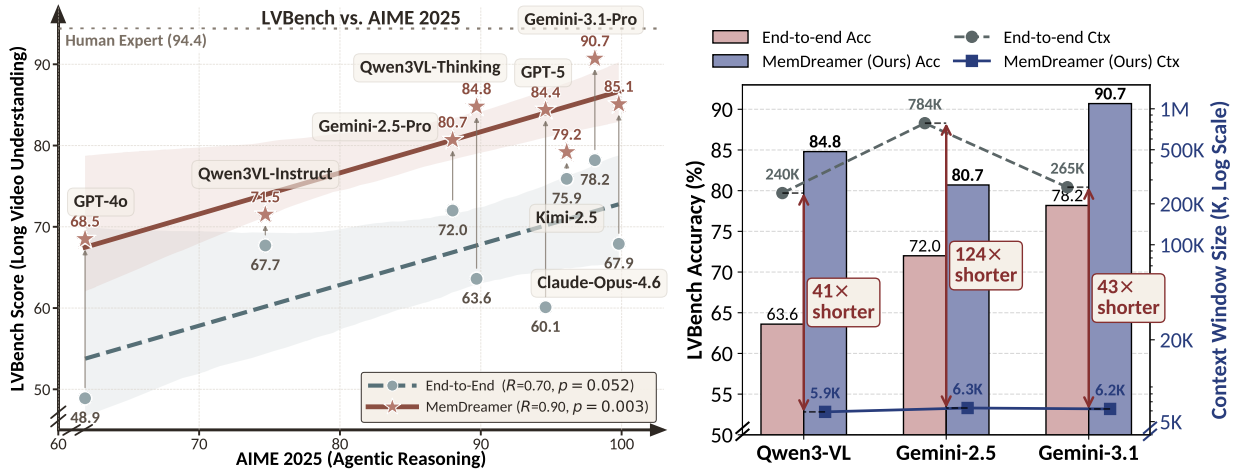 LVBench vs. AIME 2025
Gemini-3.1-Pro
Human Expert (94.4)
90.7
Qwen3VL-Thinking
GPT-5
84.8
84.4
85.1
Gemini-2.5-Pro
80.7
79.2
Qwen3VL-Instruct
71.5
78.2
75.9
GPT-4o
68.5
Kimi-2.5
72.0
67.7
67.9
Claude-Opus-4.6
63.6
60.1
48.9
End-to-End (R=0.70, p = 0.052)
MemDreamer (R=0.90, p = 0.003)
LVBench Score (Long Video Understanding)
90
80
70
60
50
60
70
80
90
100
AIME 2025 (Agentic Reasoning)
End-to-end Acc
End-to-end Ctx
MemDreamer (Ours) Acc
MemDreamer (Ours) Ctx
LVBench Accuracy (%)
90
85
80
75
70
65
60
55
50
240K
84.8
784K
80.7
265K
90.7
78.2
72.0
63.6
41×
shorter
124×
shorter
43×
shorter
5.9K
6.3K
6.2K
1M
500K
200K
100K
20K
5K
Context Window Size (K, Log Scale)
Qwen3-VL
Gemini-2.5
Gemini-3.1